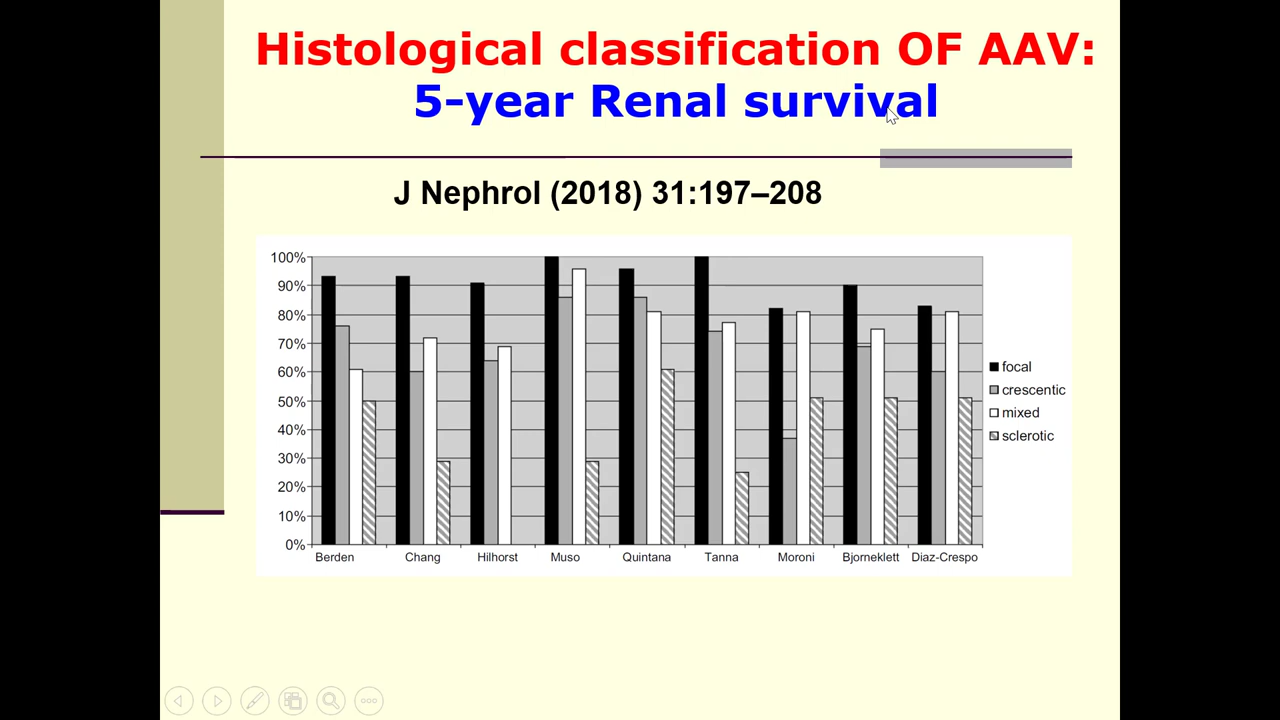 Histological classification OF AAV:
5-year Renal survival
J Nephrol (2018) 31:197–208
100%
90%
80%
70%
60%
50%
40%
30%
20%
10%
0%
Berden Chang Hilhorst Muso Quintana Tanna Moroni Bjorneklett Diaz-Crespo
focal
crescentic
mixed
sclerotic